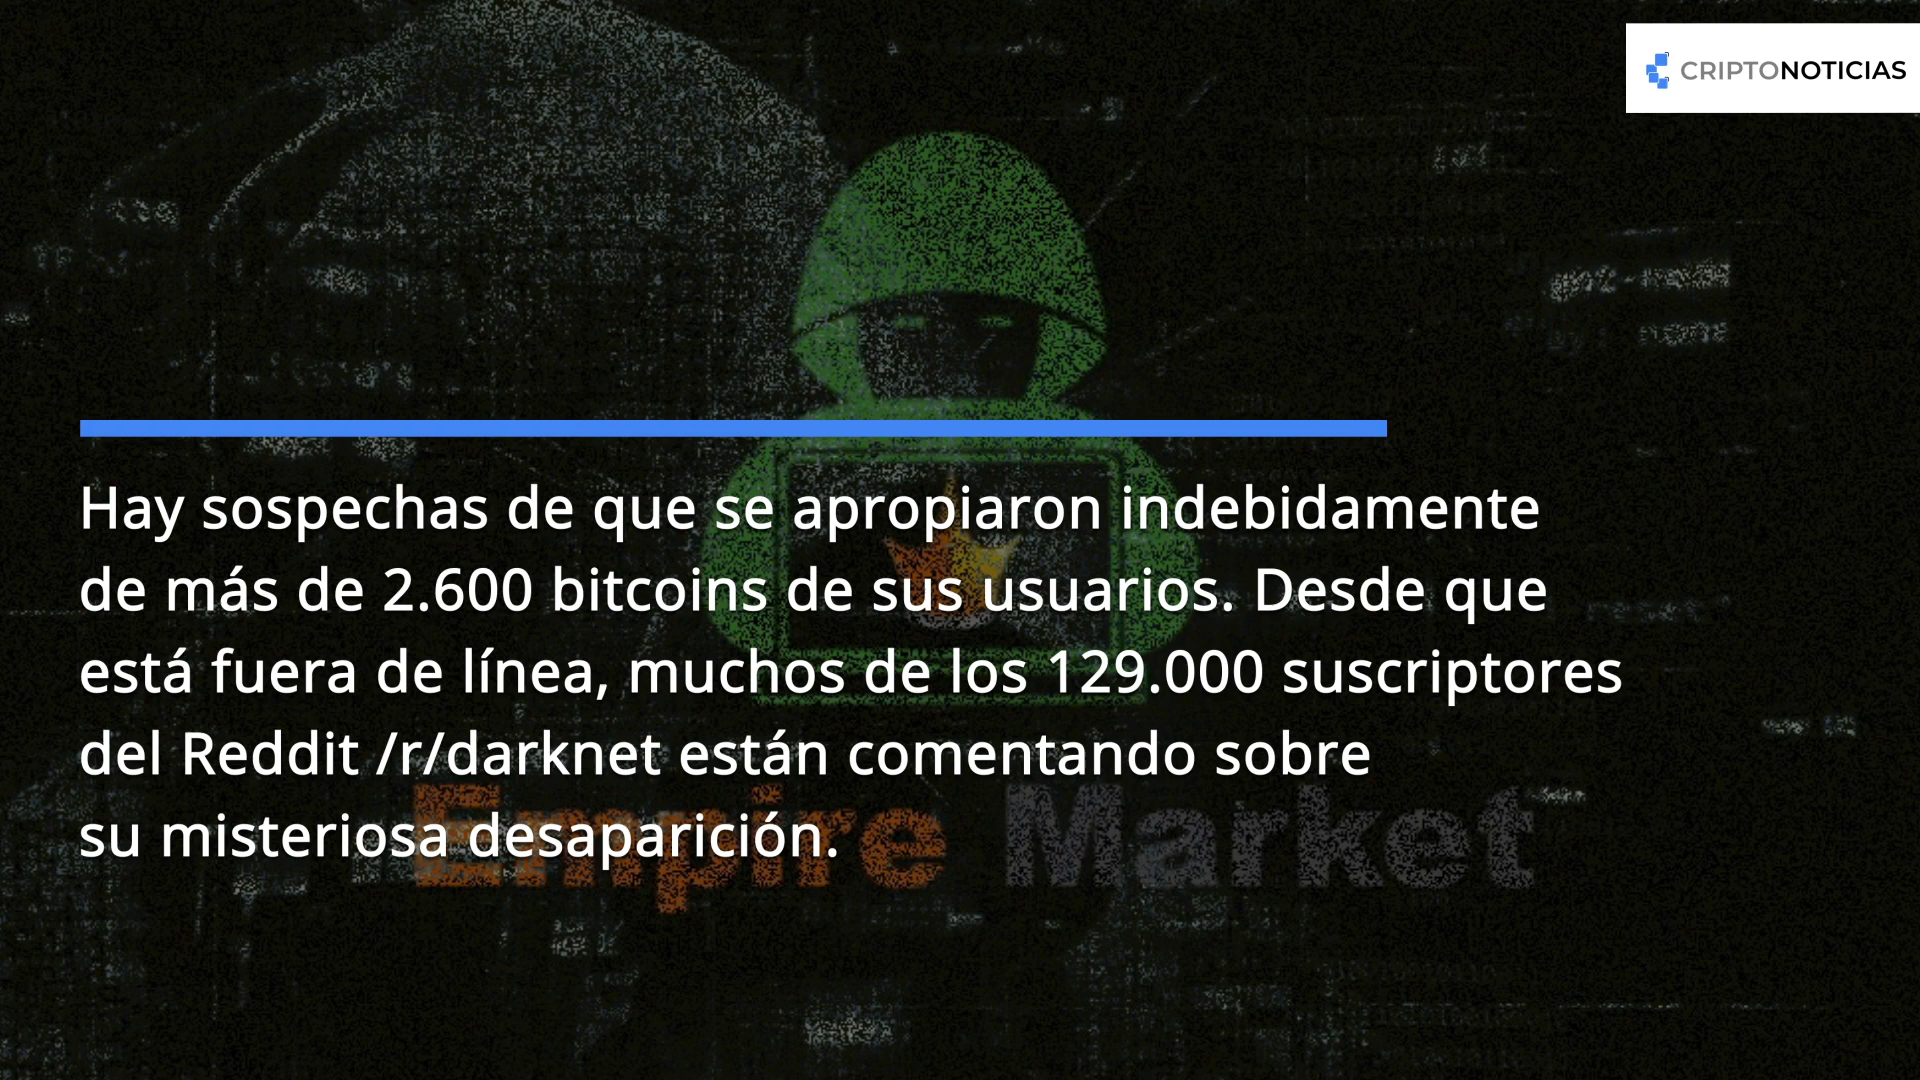 CRIPTONOTICIAS
Hay sospechas de que se apropiaron indebidamente
de más de 2.600 bitcoins de sus usuarios. Desde que
está fuera de línea, muchos de los 129.000 suscriptores
del Reddit /r/darknet están comentando sobre
su misteriosa desaparición.
Empire Market